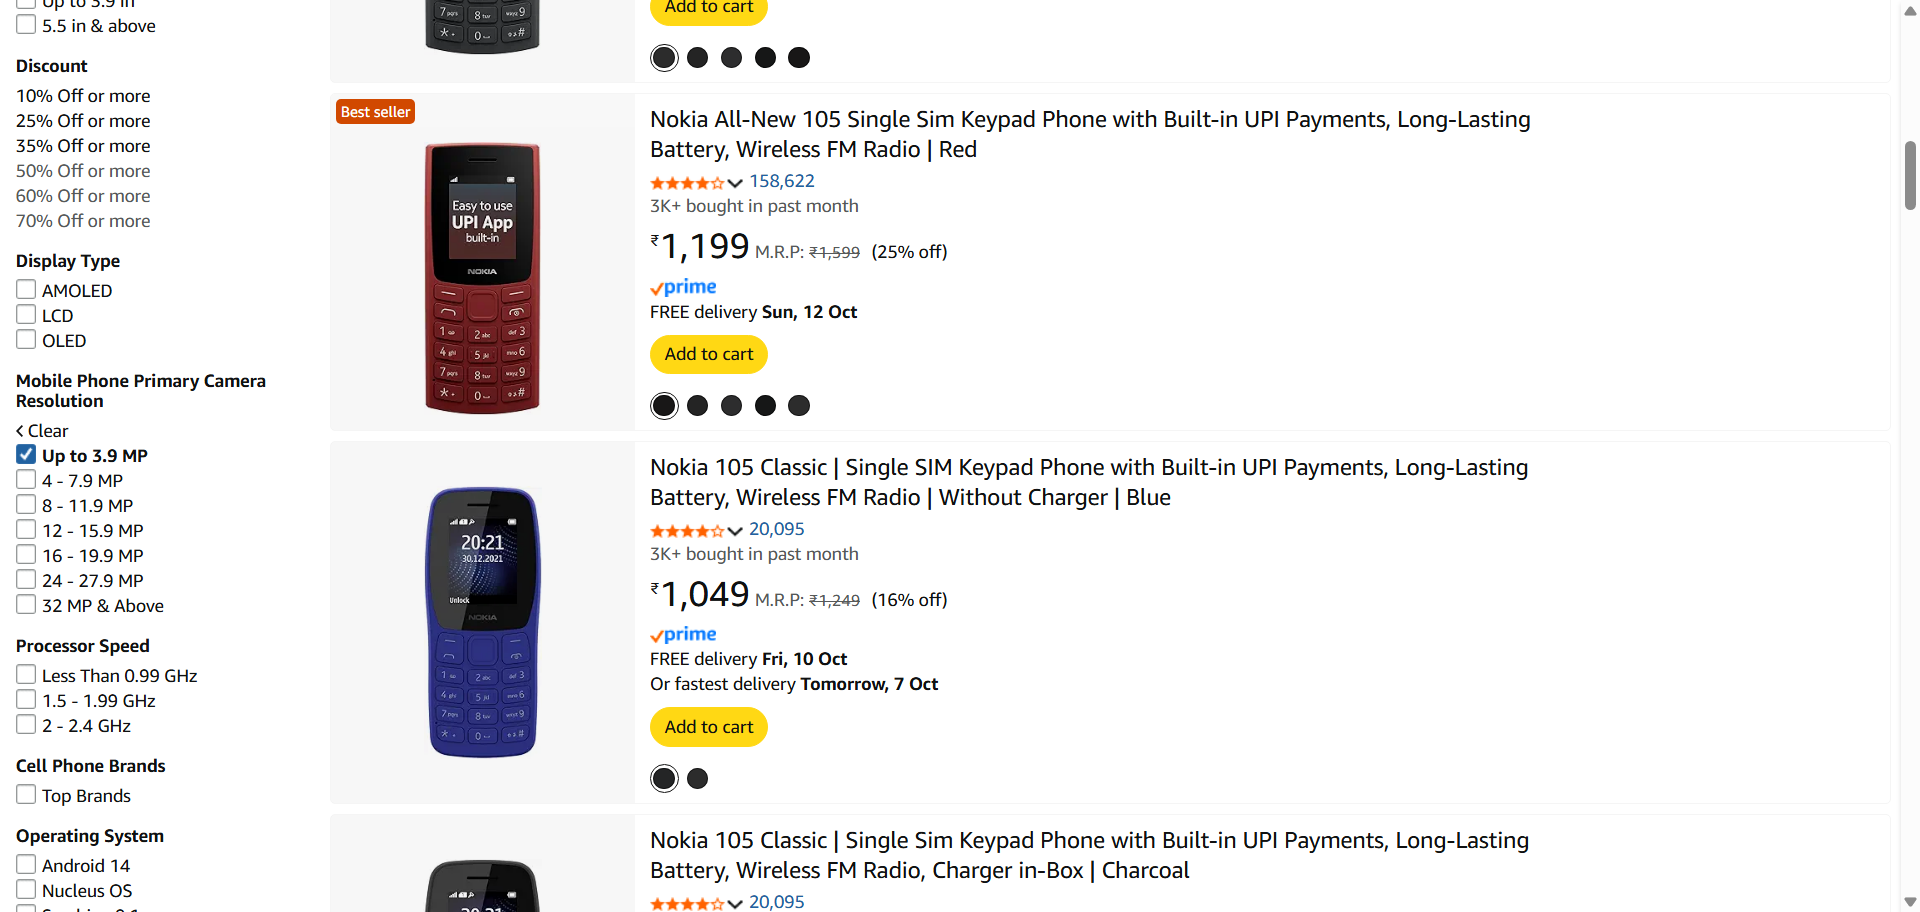 Up to 3.9 in
5.5 in & above
Discount
10% Off or more
25% Off or more
35% Off or more
50% Off or more
60% Off or more
70% Off or more
Display Type
AMOLED
LCD
OLED
Mobile Phone Primary Camera
Resolution
Clear
Up to 3.9 MP
4 - 7.9 MP
8 - 11.9 MP
12 - 15.9 MP
16 - 19.9 MP
24 - 27.9 MP
32 MP & Above
Processor Speed
Less Than 0.99 GHz
1.5 - 1.99 GHz
2 - 2.4 GHz
Cell Phone Brands
Top Brands
Operating System
Android 14
Nucleus OS
Add to cart
Best seller
Easy to use
UPI App
built-in
NOKIA
Nokia All-New 105 Single Sim Keypad Phone with Built-in UPI Payments, Long-Lasting
Battery, Wireless FM Radio | Red
158,622
3K+ bought in past month
₹1,199 M.R.P: ₹1,599 (25% off)
prime
FREE delivery Sun, 12 Oct
Add to cart
20:21
30.12.2021
Unlock
NOKIA
Nokia 105 Classic | Single SIM Keypad Phone with Built-in UPI Payments, Long-Lasting
Battery, Wireless FM Radio | Without Charger | Blue
20,095
3K+ bought in past month
₹1,049 M.R.P: ₹1,249 (16% off)
prime
FREE delivery Fri, 10 Oct
Or fastest delivery Tomorrow, 7 Oct
Add to cart
Nokia 105 Classic | Single Sim Keypad Phone with Built-in UPI Payments, Long-Lasting
Battery, Wireless FM Radio, Charger in-Box | Charcoal
20,095